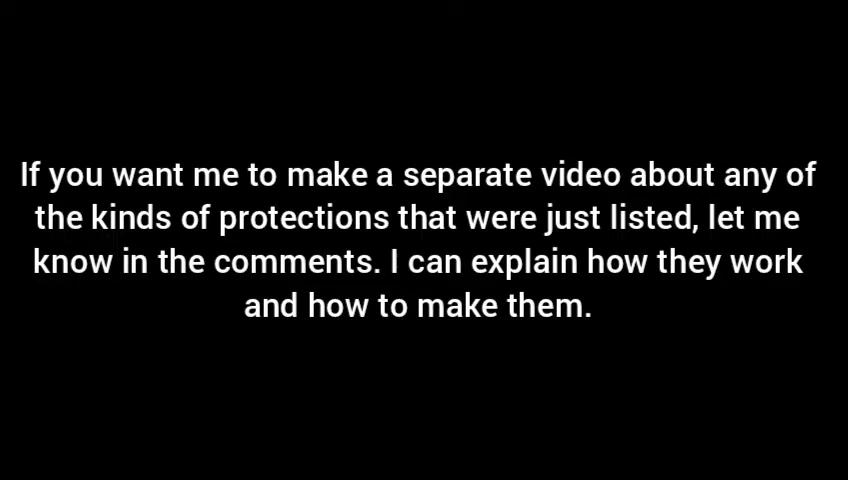 If you want me to make a separate video about any of
the kinds of protections that were just listed, let me
know in the comments. I can explain how they work
and how to make them.